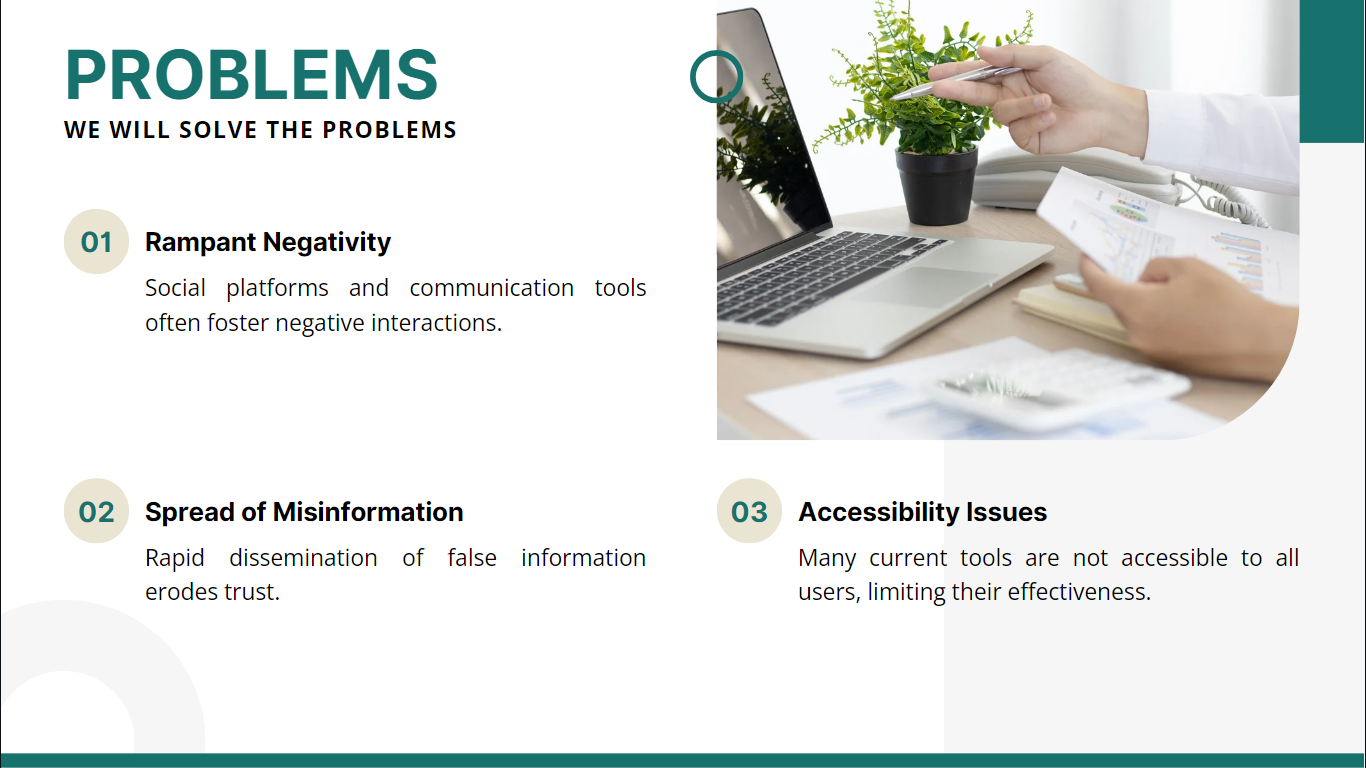 PROBLEMS
WE WILL SOLVE THE PROBLEMS
01
Rampant Negativity
Social platforms and communication tools
often foster negative interactions.
02
Spread of Misinformation
Rapid dissemination of false information
erodes trust.
03
Accessibility Issues
Many current tools are not accessible to all
users, limiting their effectiveness.